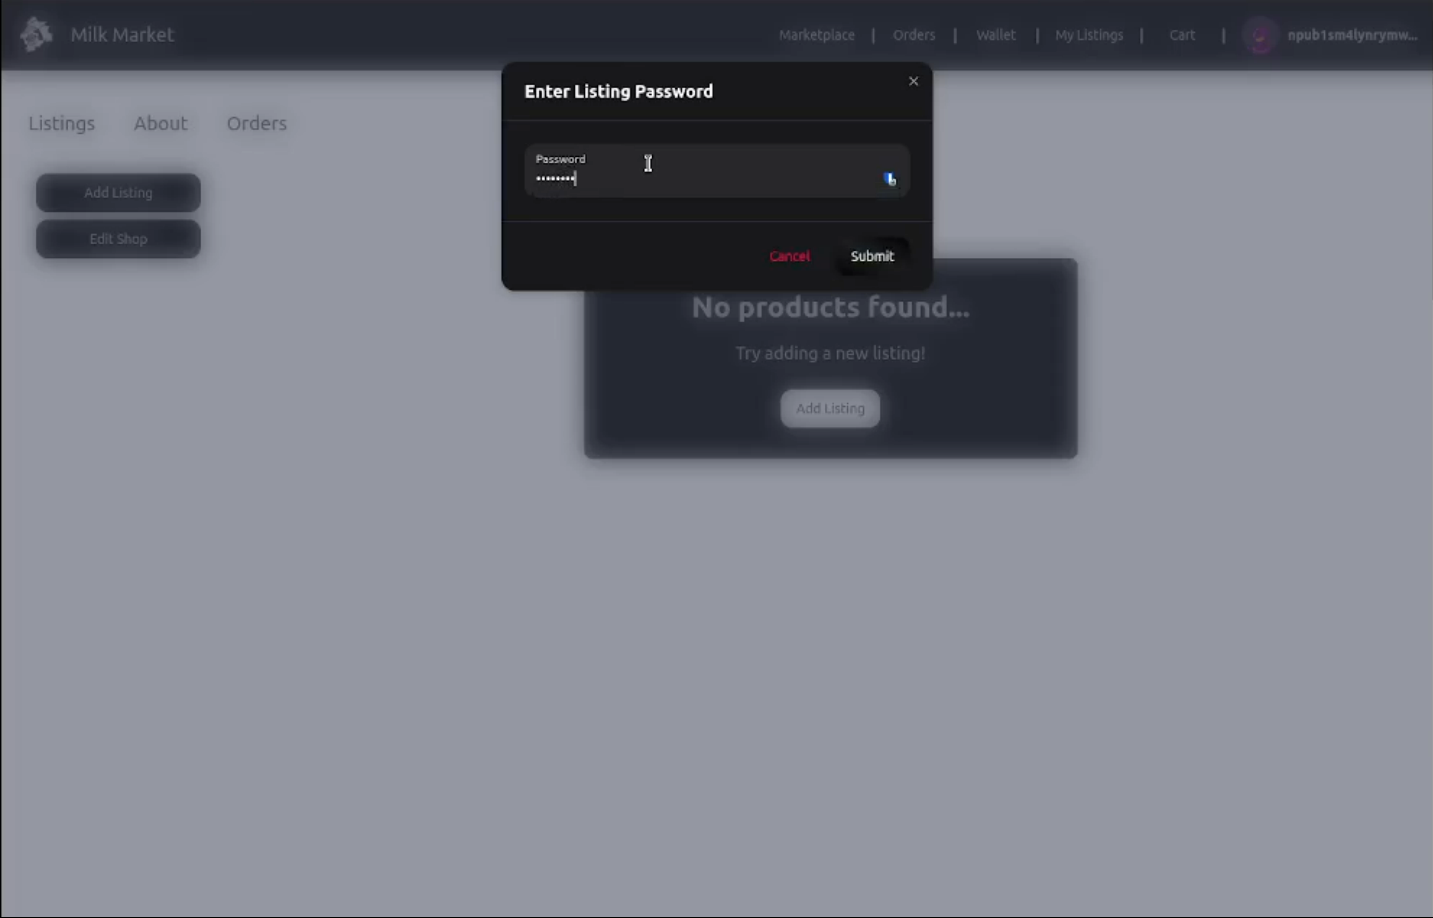 Milk Market
Marketplace | Orders | Wallet | My Listings | Cart | npub1sm4lynrymw...
Enter Listing Password
×
Listings About Orders
Password
••••••••
Add Listing
Edit Shop
Cancel Submit
No products found...
Try adding a new listing!
Add Listing